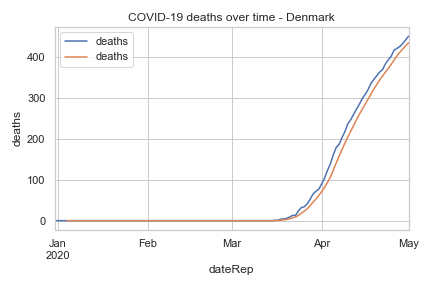 COVID-19 deaths over time - Denmark
deaths
deaths
deaths
400
300
200
100
0
Jan
2020
Feb
Mar
Apr
May
dateRep